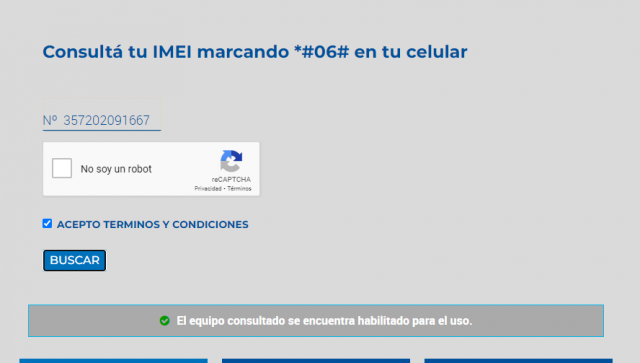 Consultá tu IMEI marcando *#06# en tu celular
Nº 357202091667
No soy un robot
reCAPTCHA
Privacidad - Términos
ACEPTO TERMINOS Y CONDICIONES
BUSCAR
El equipo consultado se encuentra habilitado para el uso.